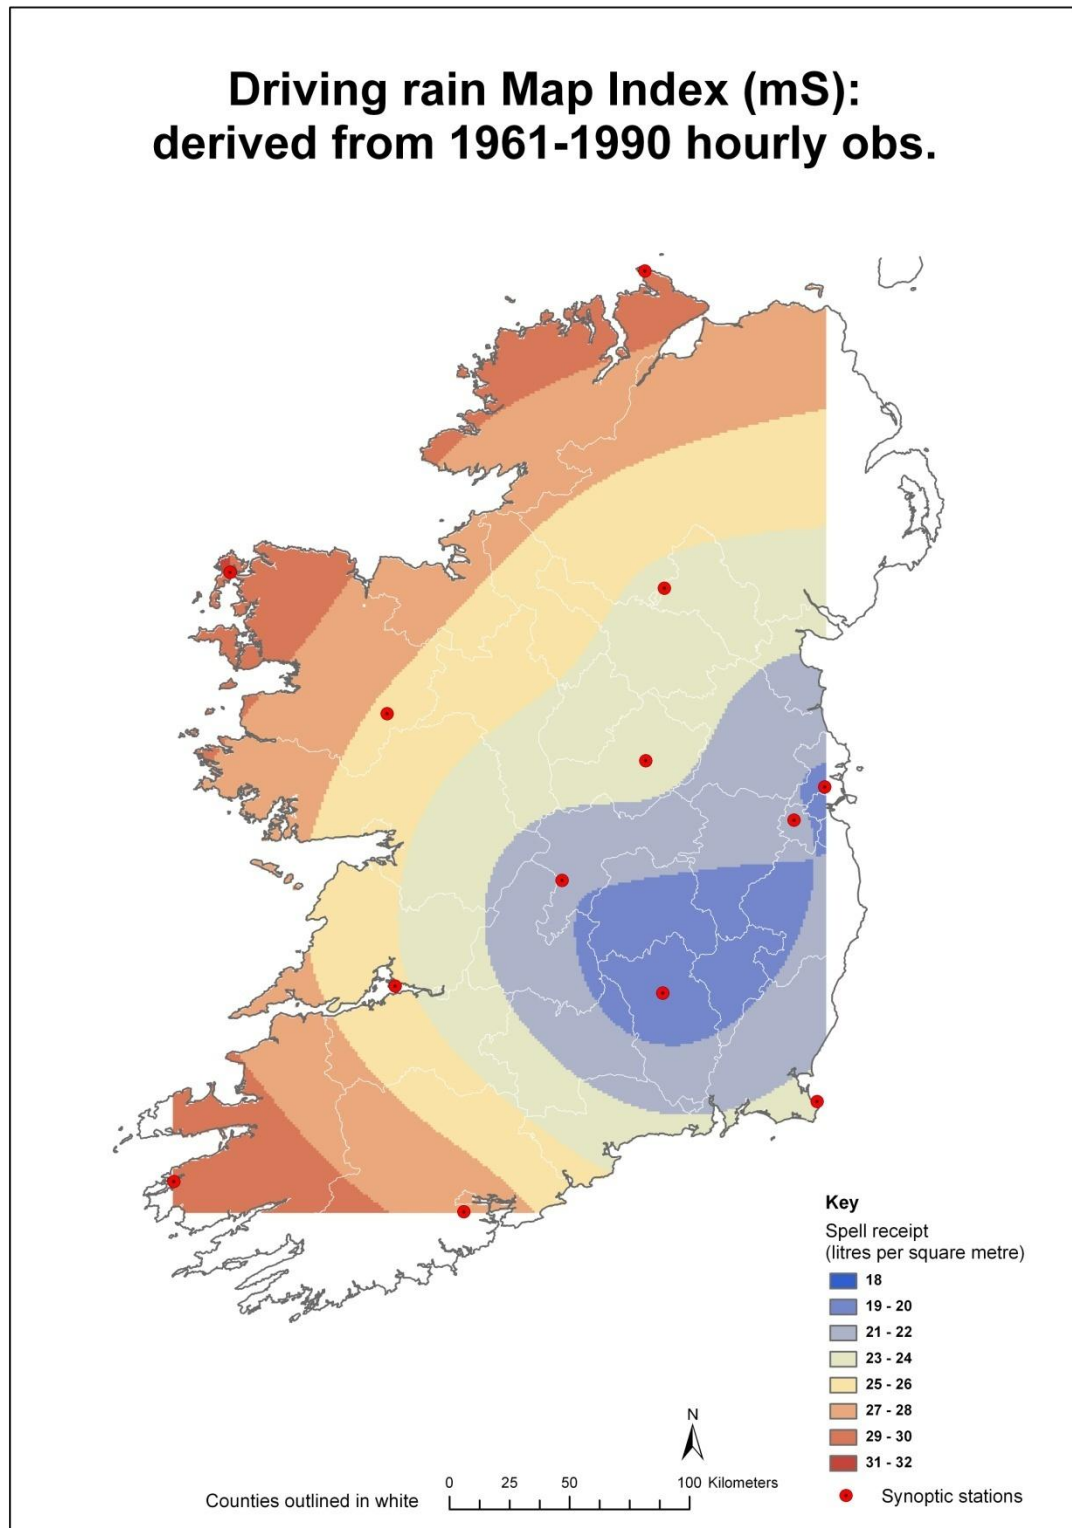 Driving rain Map Index (mS):
derived from 1961-1990 hourly obs.
Key
Spell receipt
(litres per square metre)
18
19 - 20
21 - 22
23 - 24
25 - 26
27 - 28
29 - 30
31 - 32
Synoptic stations
N
0 25 50 100 Kilometers
Counties outlined in white